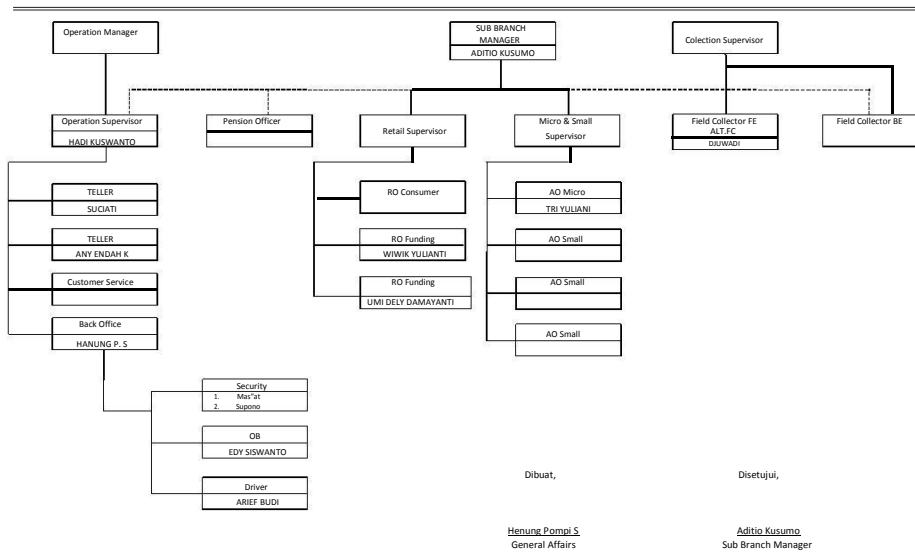 Operation Manager
SUB BRANCH
MANAGER
ADITIO KUSUMO
Colection Supervisor
Operation Supervisor
HADI KUSWANTO
Pension Officer
Retail Supervisor
Micro & Small
Supervisor
Field Collector FE
ALT.FC
DJUWADI
Field Collector BE
TELLER
SUCIATI
TELLER
ANY ENDAH K
Customer Service
Back Office
HANUNG P. S
RO Consumer
RO Funding
WIWIK YULIANTI
RO Funding
UMI DELY DAMAYANTI
AO Micro
TRI YULIANI
AO Small
AO Small
AO Small
Security
1. Mas"at
2. Supono
OB
EDY SISWANTO
Driver
ARIEF BUDI
Dibuat,
Disetujui,
Henung Pompi S
General Affairs
Aditio Kusumo
Sub Branch Manager